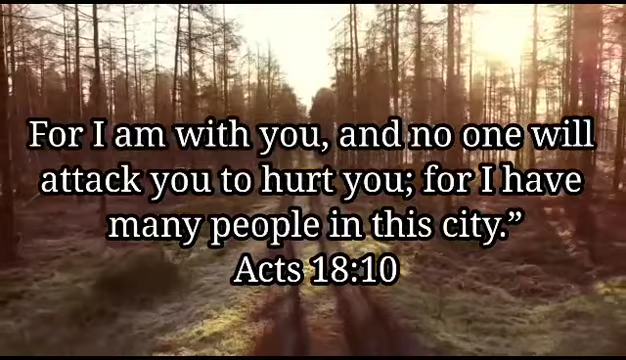 For I am with you, and no one will
attack you to hurt you; for I have
many people in this city.”
Acts 18:10